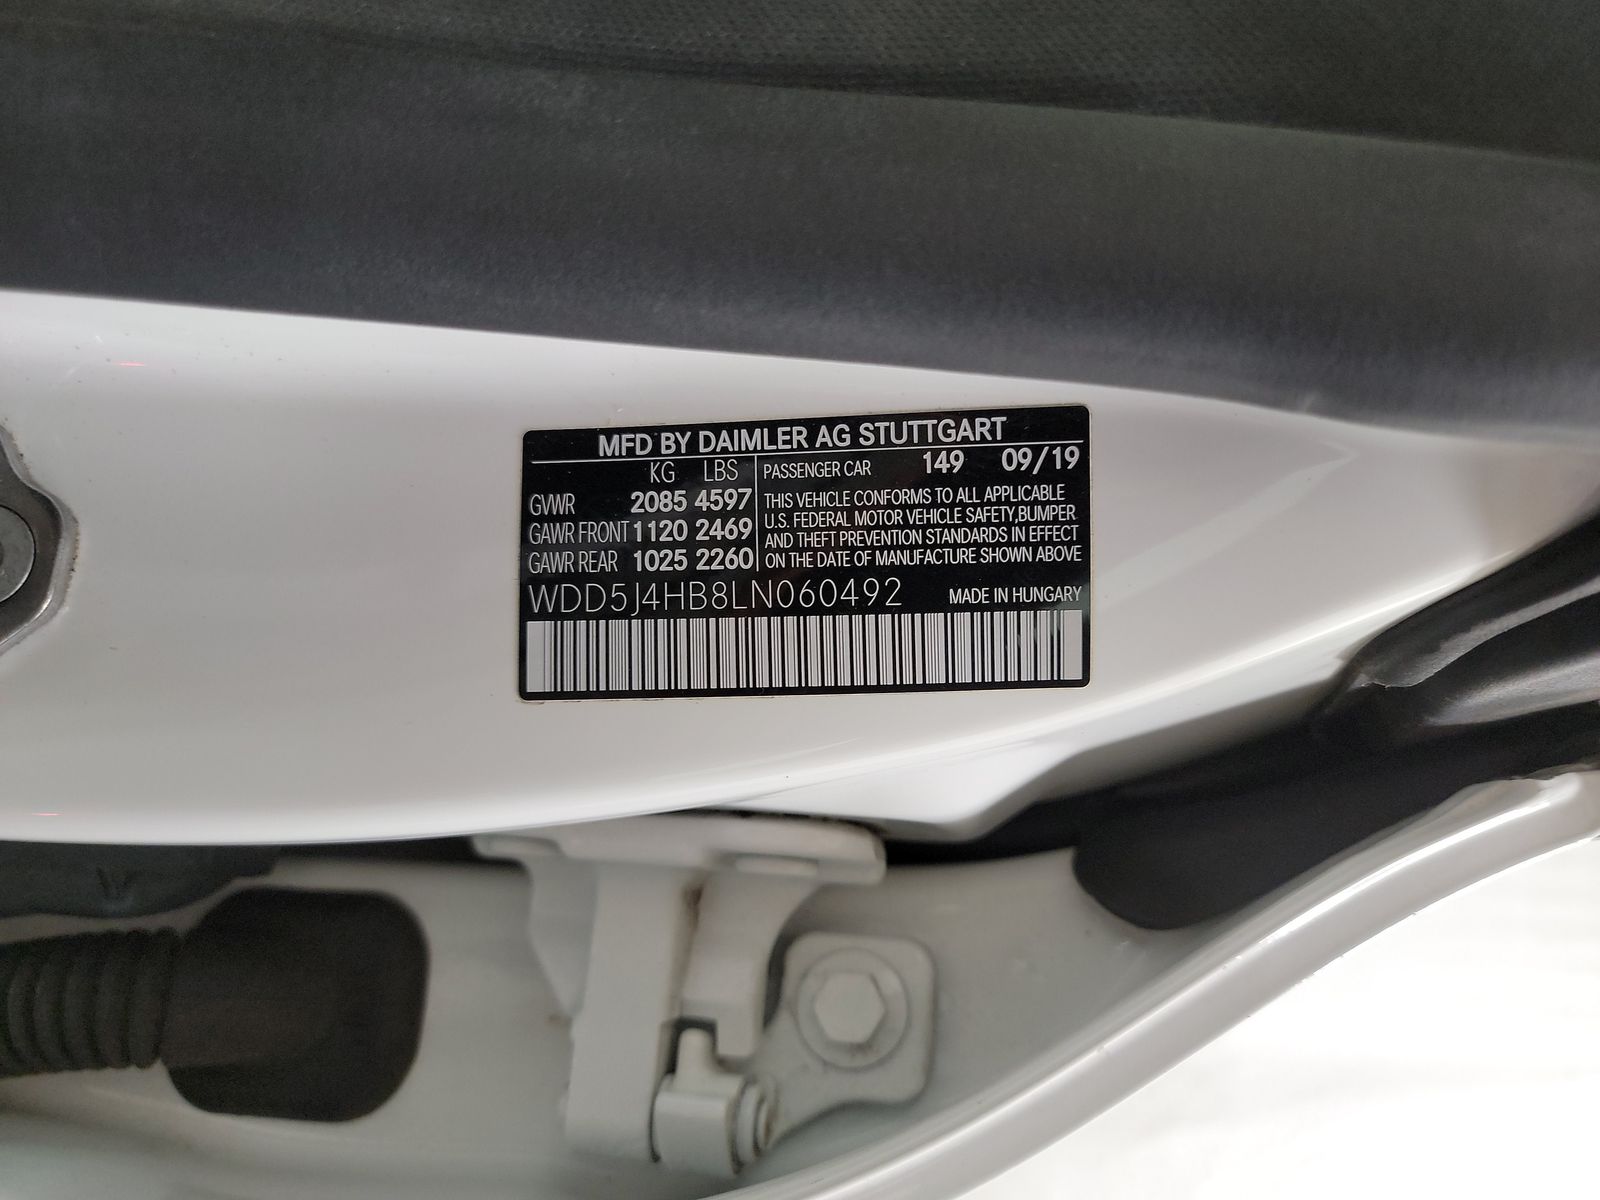 MFD BY DAIMLER AG STUTTGART
KG LBS PASSENGER CAR 149 09/19
GVWR 2085 4597
GAWR FRONT 1120 2469
GAWR REAR 1025 2260
THIS VEHICLE CONFORMS TO ALL APPLICABLE
U.S. FEDERAL MOTOR VEHICLE SAFETY,BUMPER
AND THEFT PREVENTION STANDARDS IN EFFECT
ON THE DATE OF MANUFACTURE SHOWN ABOVE
WDD5J4HB8LN060492 MADE IN HUNGARY